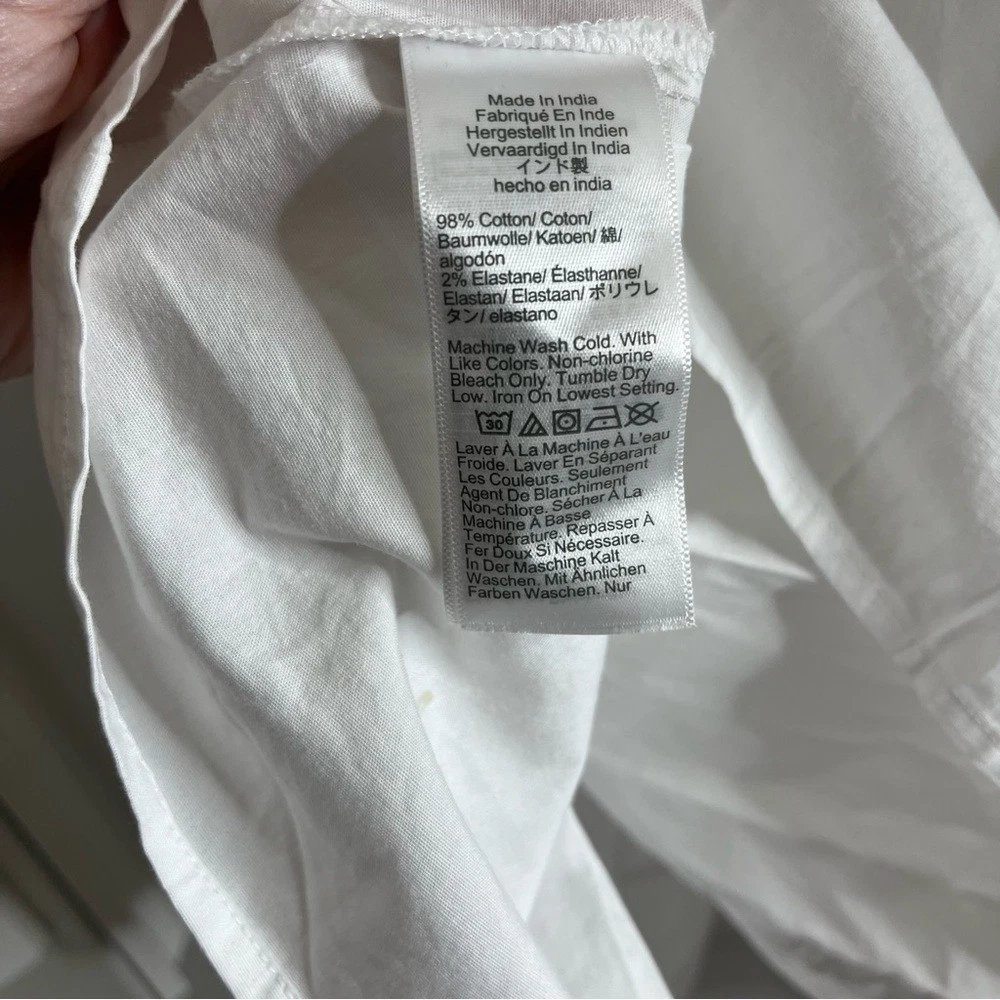 Made In India
Fabriqué En Inde
Hergestellt In Indien
Vervaardigd In India
インド製
hecho en india
98% Cotton/ Coton/
Baumwolle/ Katoen/ 綿/
algodón
2% Elastane/ Élasthanne/
Elastan/ Elastaan/ ポリウレ
タン/ elastano
Machine Wash Cold. With
Like Colors. Non-chlorine
Bleach Only. Tumble Dry
Low. Iron On Lowest Setting.
30
Laver À La Machine À L'eau
Froide. Laver En Séparant
Les Couleurs. Seulement
Agent De Blanchiment
Non-chlore. Sécher À La
Machine À Basse
Température. Repasser À
Fer Doux Si Nécessaire.
In Der Maschine Kalt
Waschen. Mit Ähnlichen
Farben Waschen. Nur